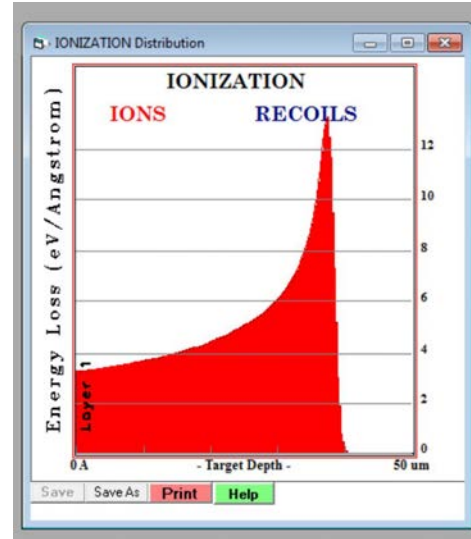 IONIZATION Distribution
IONIZATION
IONS RECOILS
Energy Loss (eV/Angstrom)
Layer 1
12
10
8
6
4
2
0
0 A - Target Depth - 50 um
Save Save As Print Help